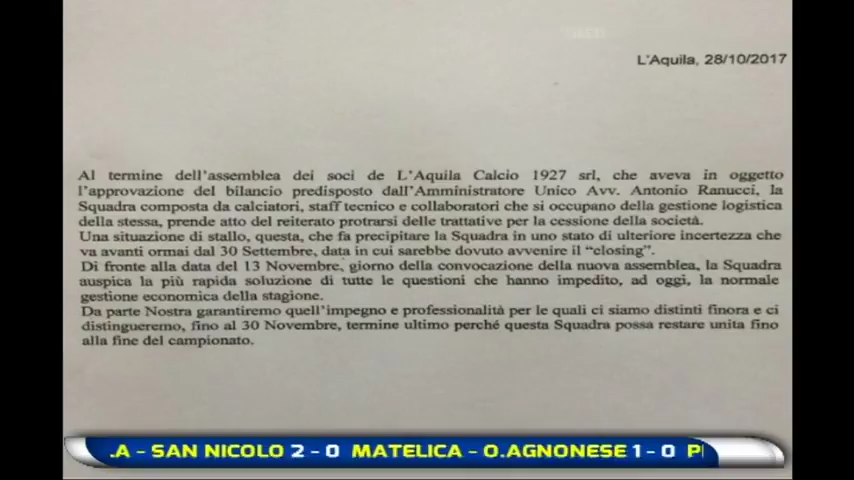 L'Aquila, 28/10/2017
Al termine dell'assemblea dei soci de L'Aquila Calcio 1927 srl, che aveva in oggetto
l'approvazione del bilancio predisposto dall'Amministratore Unico Avv. Antonio Ranucci, la
Squadra composta da calciatori, staff tecnico e collaboratori che si occupano della gestione logistica
della stessa, prende atto del reiterato protrarsi delle trattative per la cessione della società.
Una situazione di stallo, questa, che fa precipitare la Squadra in uno stato di ulteriore incertezza che
va avanti ormai dal 30 Settembre, data in cui sarebbe dovuto avvenire il “closing”.
Di fronte alla data del 13 Novembre, giorno della convocazione della nuova assemblea, la Squadra
auspica la più rapida soluzione di tutte le questioni che hanno impedito, ad oggi, la normale
gestione economica della stagione.
Da parte Nostra garantiremo quell'impegno e professionalità per le quali ci siamo distinti finora e ci
distingueremo, fino al 30 Novembre, termine ultimo perché questa Squadra possa restare unita fino
alla fine del campionato.
.A - SAN NICOLO 2 - 0 MATELICA - O.AGNONESE 1 - 0 P